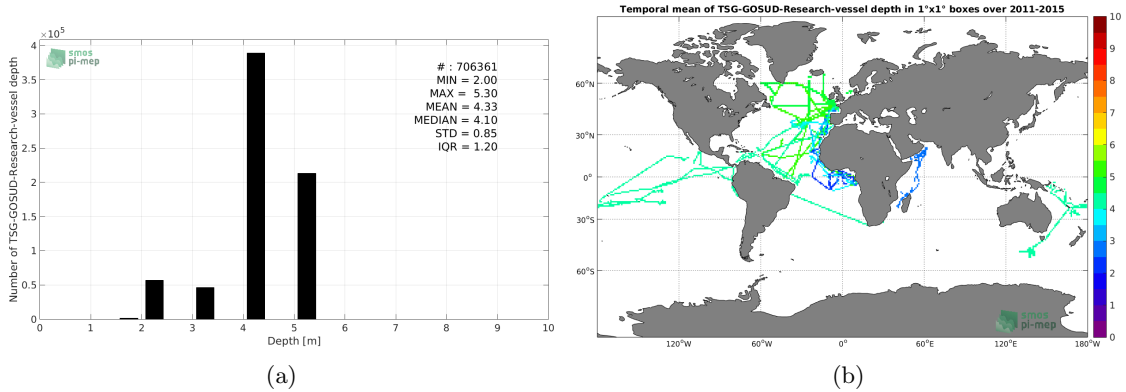 ×10⁵
smos
pi-mep
# : 706361
MIN = 2.00
MAX = 5.30
MEAN = 4.33
MEDIAN = 4.10
STD = 0.85
IQR = 1.20
Number of TSG-GOSUD-Research-vessel depth
4
3.5
3
2.5
2
1.5
1
0.5
0
0 1 2 3 4 5 6 7 8 9 10
Depth [m]
(a)
Temporal mean of TSG-GOSUD-Research-vessel depth in 1°x1° boxes over 2011-2015
60°N
30°N
0°
30°S
60°S
120°W 60°W 0°W 60°E 120°E 180°W
smos
pi-mep
10
9
8
7
6
5
4
3
2
1
0
(b)